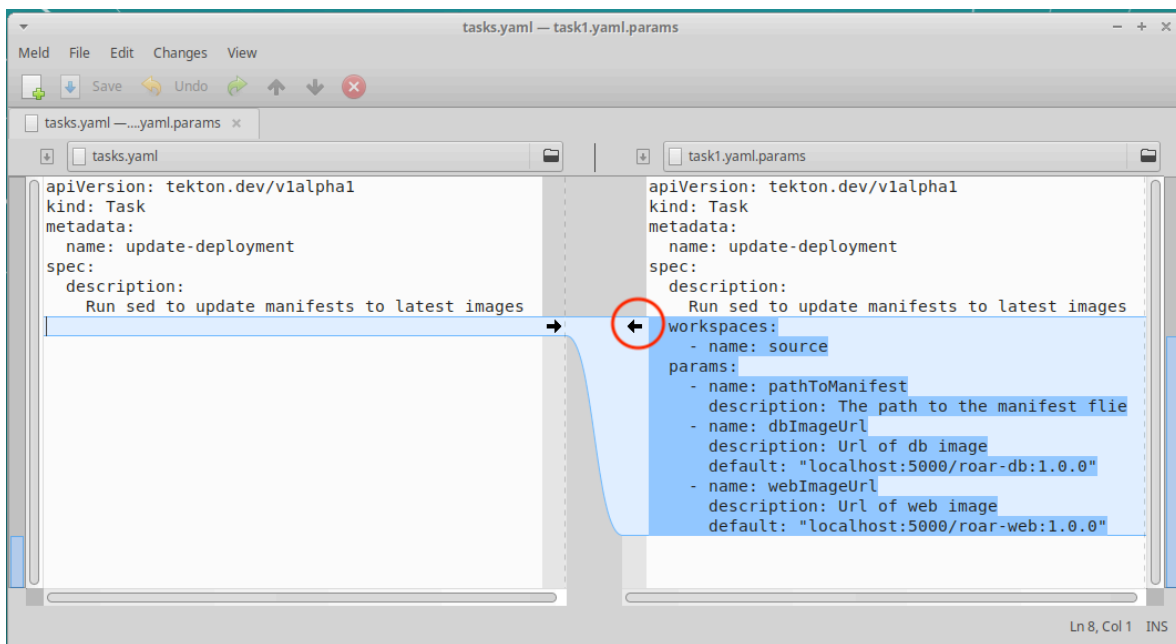 tasks.yaml — task1.yaml.params
Meld File Edit Changes View
Save Undo
tasks.yaml —....yaml.params ×
tasks.yaml
task1.yaml.params
apiVersion: tekton.dev/v1alpha1
kind: Task
metadata:
  name: update-deployment
spec:
  description:
    Run sed to update manifests to latest images
apiVersion: tekton.dev/v1alpha1
kind: Task
metadata:
  name: update-deployment
spec:
  description:
    Run sed to update manifests to latest images
  workspaces:
    - name: source
  params:
    - name: pathToManifest
      description: The path to the manifest flie
    - name: dbImageUrl
      description: Url of db image
      default: "localhost:5000/roar-db:1.0.0"
    - name: webImageUrl
      description: Url of web image
      default: "localhost:5000/roar-web:1.0.0"
Ln 8, Col 1 INS